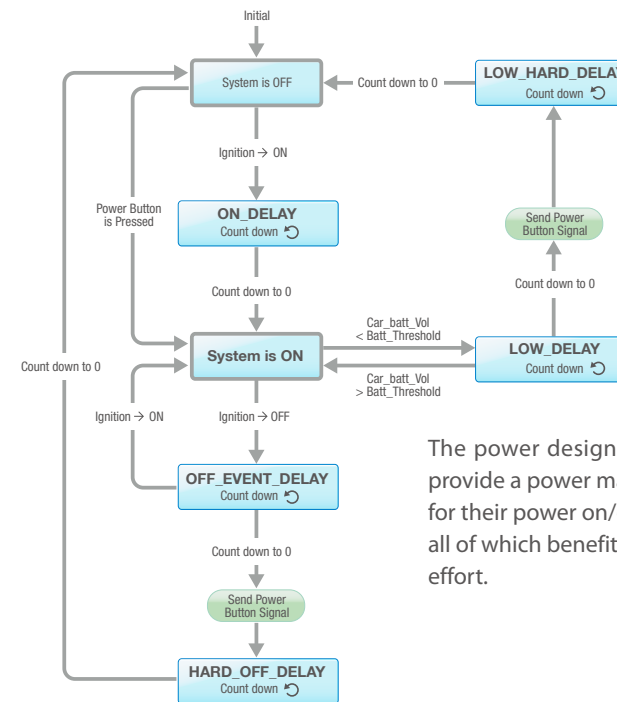 Initial
System is OFF
Count down to 0
LOW_HARD_DELAY
Count down
Ignition → ON
Power Button
is Pressed
ON_DELAY
Count down
Send Power
Button Signal
Count down to 0
Count down to 0
Car_batt_Vol
< Batt_Threshold
System is ON
LOW_DELAY
Count down
Count down to 0
Car_batt_Vol
> Batt_Threshold
Ignition → ON
Ignition → OFF
The power design
provide a power
for their power on/
all of which benefit
effort.
OFF_EVENT_DELAY
Count down
Count down to 0
Send Power
Button Signal
HARD_OFF_DELAY
Count down